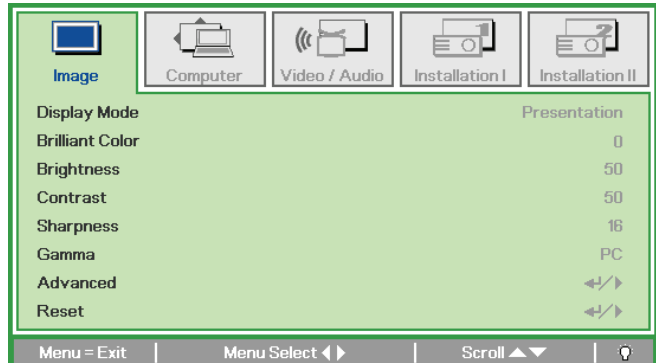 Image Computer Video / Audio Installation I Installation II
Display Mode Presentation
Brilliant Color 0
Brightness 50
Contrast 50
Sharpness 16
Gamma PC
Advanced
Reset
Menu = Exit Menu Select Scroll